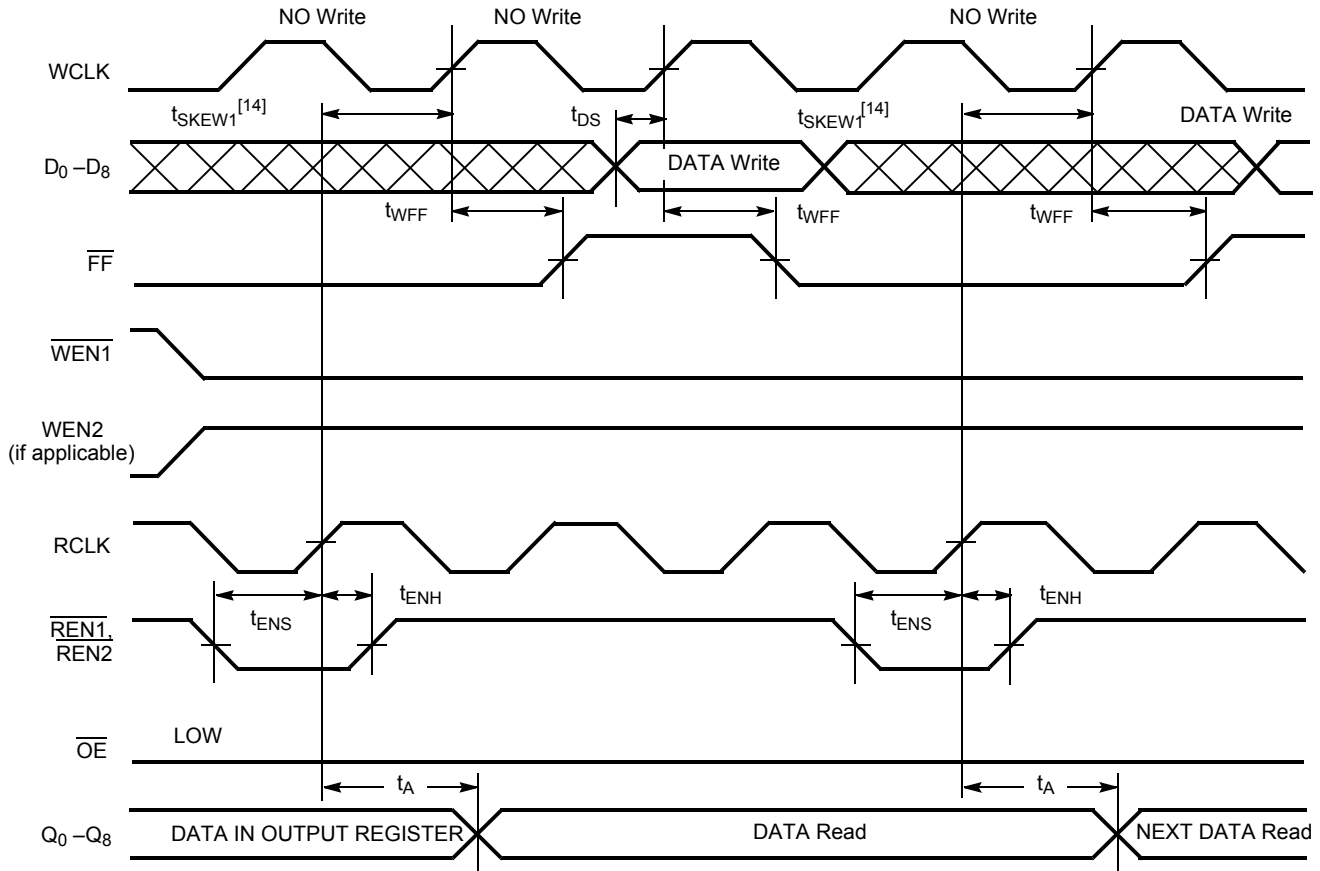 NO Write NO Write NO Write
WCLK
tSKEW1[14] tDS tSKEW1[14] DATA Write
D0 –D8 DATA Write
tWFF tWFF tWFF
FF
WEN1
WEN2
(if applicable)
RCLK
tENS tENH tENS tENH
REN1,
REN2
LOW
OE
tA tA
Q0 –Q8 DATA IN OUTPUT REGISTER DATA Read NEXT DATA Read